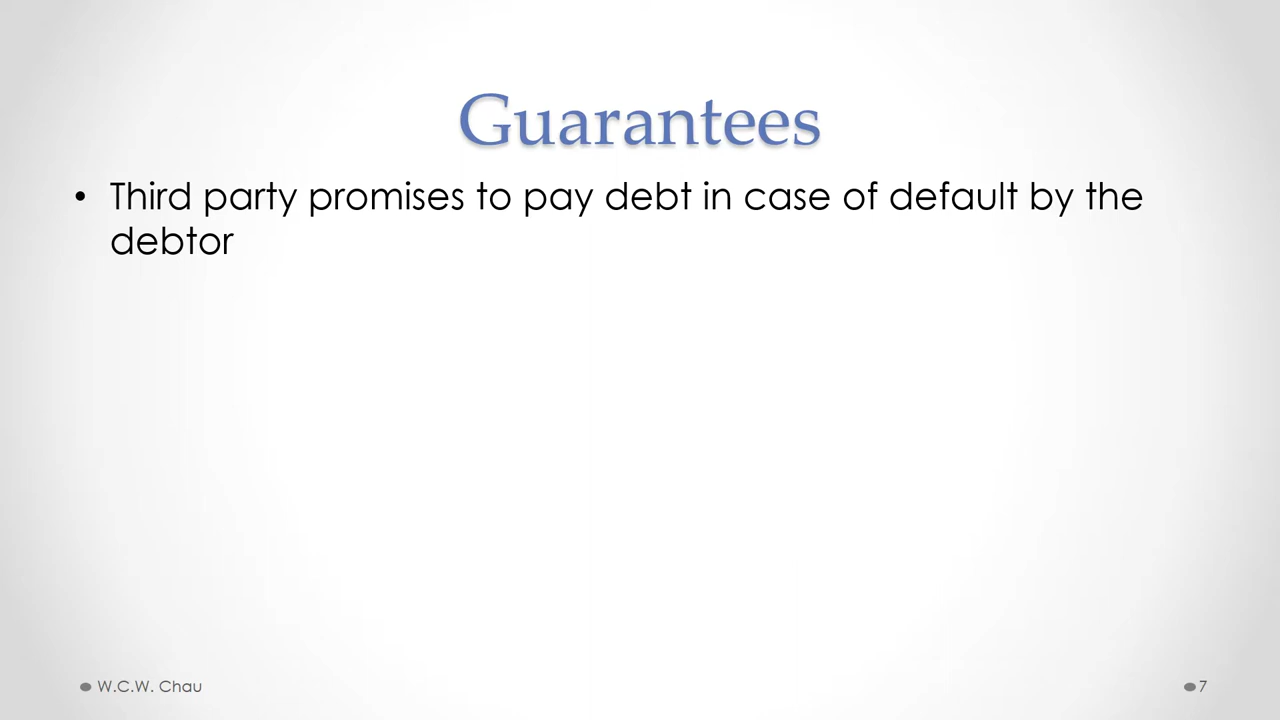 Guarantees
• Third party promises to pay debt in case of default by the
debtor
W.C.W. Chau
7